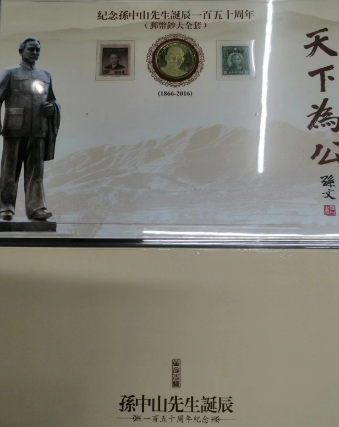 纪念孫中山先生誕辰一百五十周年
（郵幣鈔大全套）
(1866-2016)
天下為公
孫文
孫中山先生誕辰
一百五十周年纪念